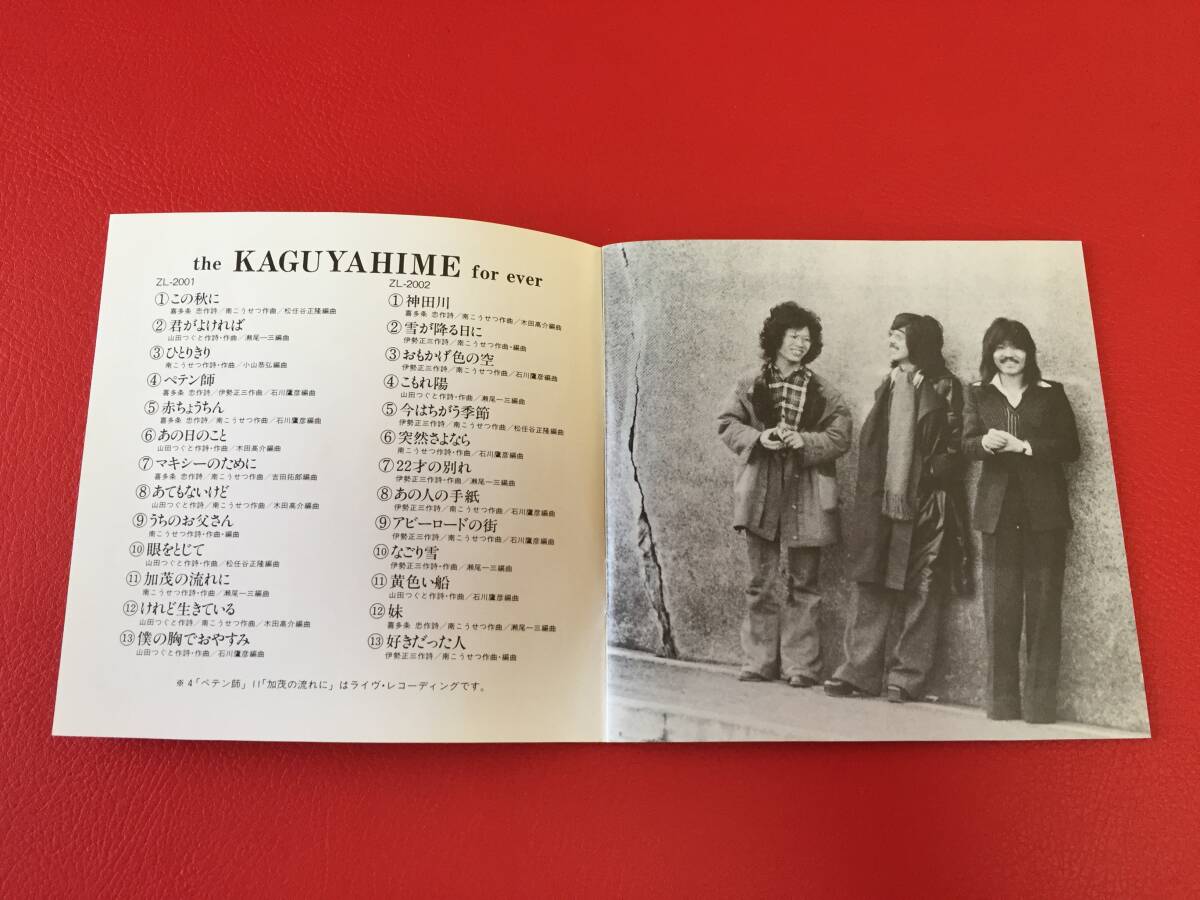 the KAGUYAHIME for ever
ZL-2001
①この秋に
喜多条 忠作詩/南こうせつ作曲/松任谷正隆編曲
②君がよければ
山田つぐと作詩・作曲/瀬尾一三編曲
③ひとりきり
南こうせつ作詩・作曲/小山恭弘編曲
④ペテン師
喜多条 忠作詩/伊勢正三作曲/石川鷹彦編曲
⑤赤ちょうちん
喜多条 忠作詩/南こうせつ作曲/石川鷹彦編曲
⑥あの日のこと
山田つぐと作詩・作曲/木田高介編曲
⑦マキシーのために
喜多条 忠作詩/南こうせつ作曲/吉田拓郎編曲
⑧あてもないけど
山田つぐと作詩/南こうせつ作曲/木田高介編曲
⑨うちのお父さん
南こうせつ作詩・作曲・編曲
⑩眼をとじて
山田つぐと作詩・作曲/松任谷正隆編曲
⑪加茂の流れに
南こうせつ作詩・作曲/瀬尾一三編曲
⑫けれど生きている
山田つぐと作詩/南こうせつ作曲/木田高介編曲
⑬僕の胸でおやすみ
山田つぐと作詩・作曲/石川鷹彦編曲
ZL-2002
①神田川
喜多条 忠作詩/南こうせつ作曲/木田高介編曲
②雪が降る日に
伊勢正三作詩/南こうせつ作曲・編曲
③おもかげ色の空
伊勢正三作詩/南こうせつ作曲/石川鷹彦編曲
④こもれ陽
山田つぐと作詩・作曲/瀬尾一三編曲
⑤今はちがう季節
伊勢正三作詩/南こうせつ作曲/松任谷正隆編曲
⑥突然さよなら
南こうせつ作詩・作曲/石川鷹彦編曲
⑦22才の別れ
伊勢正三作詩・作曲/瀬尾一三編曲
⑧あの人の手紙
伊勢正三作詩/南こうせつ作曲/石川鷹彦編曲
⑨アビーロードの街
伊勢正三作詩/南こうせつ作曲/石川鷹彦編曲
⑩なごり雪
伊勢正三作詩・作曲/瀬尾一三編曲
⑪黄色い船
山田つぐと作詩・作曲/石川鷹彦編曲
⑫妹
喜多条 忠作詩/南こうせつ作曲/瀬尾一三編曲
⑬好きだった人
伊勢正三作詩/南こうせつ作曲・編曲
※4「ペテン師」11「加茂の流れに」はライヴ・レコーディングです。